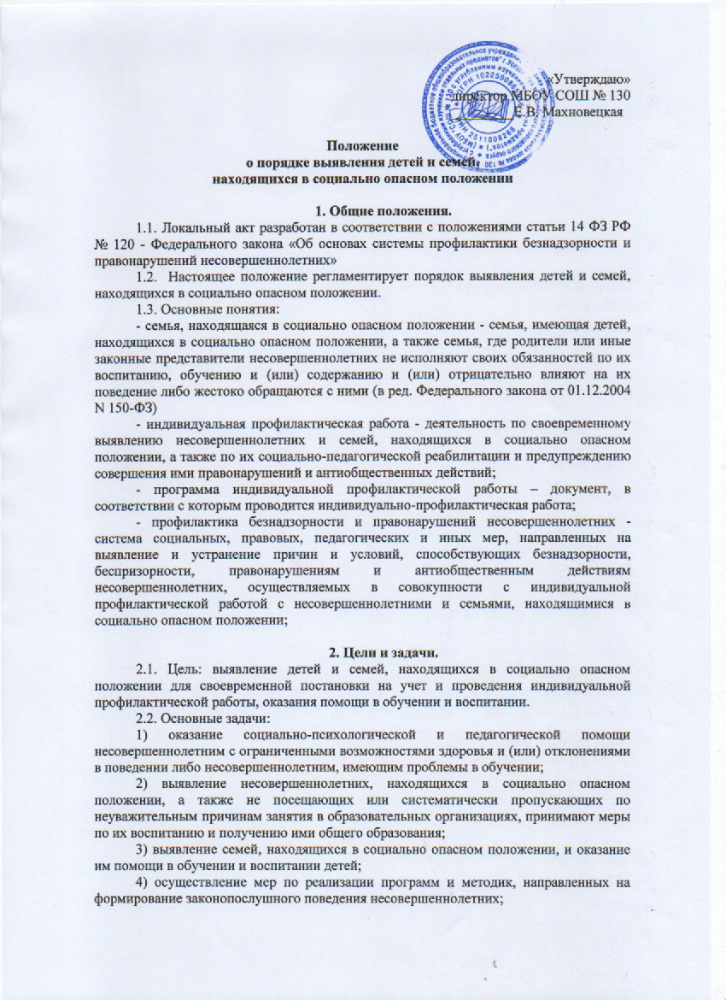 «Утверждаю»
директор МБОУ СОШ № 130
Е.В. Махновецкая
Положение
о порядке выявления детей и семей,
находящихся в социально опасном положении
1. Общие положения.
1.1. Локальный акт разработан в соответствии с положениями статьи 14 ФЗ РФ
№ 120 - Федерального закона «Об основах системы профилактики безнадзорности и
правонарушений несовершеннолетних»
1.2. Настоящее положение регламентирует порядок выявления детей и семей,
находящихся в социально опасном положении.
1.3. Основные понятия:
- семья, находящаяся в социально опасном положении - семья, имеющая детей,
находящихся в социально опасном положении, а также семья, где родители или иные
законные представители несовершеннолетних не исполняют своих обязанностей по их
воспитанию, обучению и (или) содержанию и (или) отрицательно влияют на их
поведение либо жестоко обращаются с ними (в ред. Федерального закона от 01.12.2004
N 150-ФЗ)
- индивидуальная профилактическая работа - деятельность по своевременному
выявлению несовершеннолетних и семей, находящихся в социально опасном
положении, а также по их социально-педагогической реабилитации и предупреждению
совершения ими правонарушений и антиобщественных действий;
- программа индивидуальной профилактической работы – документ, в
соответствии с которым проводится индивидуально-профилактическая работа;
- профилактика безнадзорности и правонарушений несовершеннолетних -
система социальных, правовых, педагогических и иных мер, направленных на
выявление и устранение причин и условий, способствующих безнадзорности,
беспризорности, правонарушениям и антиобщественным действиям
несовершеннолетних, осуществляемых в совокупности с индивидуальной
профилактической работой с несовершеннолетними и семьями, находящимися в
социально опасном положении;
2. Цели и задачи.
2.1. Цель: выявление детей и семей, находящихся в социально опасном
положении для своевременной постановки на учет и проведения индивидуальной
профилактической работы, оказания помощи в обучении и воспитании.
2.2. Основные задачи:
1) оказание социально-психологической и педагогической помощи
несовершеннолетним с ограниченными возможностями здоровья и (или) отклонениями
в поведении либо несовершеннолетним, имеющим проблемы в обучении;
2) выявление несовершеннолетних, находящихся в социально опасном
положении, а также не посещающих или систематически пропускающих по
неуважительным причинам занятия в образовательных организациях, принимают меры
по их воспитанию и получению ими общего образования;
3) выявление семей, находящихся в социально опасном положении, и оказание
им помощи в обучении и воспитании детей;
4) осуществление мер по реализации программ и методик, направленных на
формирование законопослушного поведения несовершеннолетних;